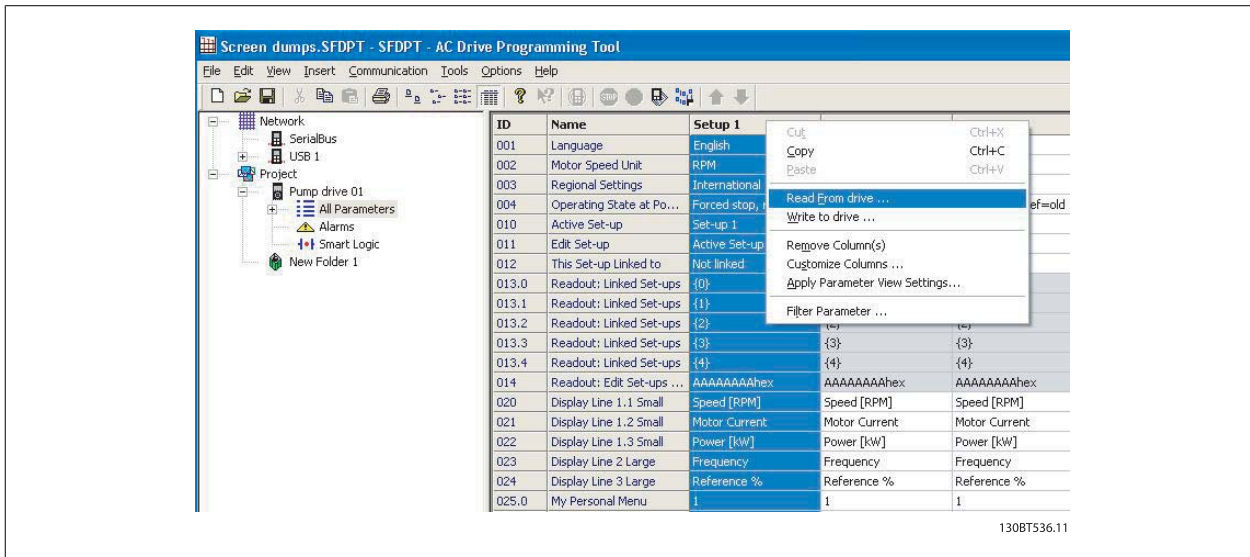 Screen dumps.SFDPT - SFDPT - AC Drive Programming Tool
File Edit View Insert Communication Tools Options Help
Network
SerialBus
USB 1
Project
Pump drive 01
All Parameters
Alarms
Smart Logic
New Folder 1
ID Name Setup 1
001 Language English
002 Motor Speed Unit RPM
003 Regional Settings International
004 Operating State at Po... Forced stop, ef=old
010 Active Set-up Set-up 1
011 Edit Set-up Active Set-up
012 This Set-up Linked to Not linked
013.0 Readout: Linked Set-ups {0}
013.1 Readout: Linked Set-ups {1}
013.2 Readout: Linked Set-ups {2} {2} {2}
013.3 Readout: Linked Set-ups {3} {3} {3}
013.4 Readout: Linked Set-ups {4} {4} {4}
014 Readout: Edit Set-ups ... AAAAAAAAhex AAAAAAAAhex AAAAAAAAhex
020 Display Line 1.1 Small Speed [RPM] Speed [RPM] Speed [RPM]
021 Display Line 1.2 Small Motor Current Motor Current Motor Current
022 Display Line 1.3 Small Power [kW] Power [kW] Power [kW]
023 Display Line 2 Large Frequency Frequency Frequency
024 Display Line 3 Large Reference % Reference % Reference %
025.0 My Personal Menu 1 1 1
Cut Ctrl+X
Copy Ctrl+C
Paste Ctrl+V
Read From drive ...
Write to drive ...
Remove Column(s)
Customize Columns ...
Apply Parameter View Settings...
Filter Parameter ...
130BT536.11